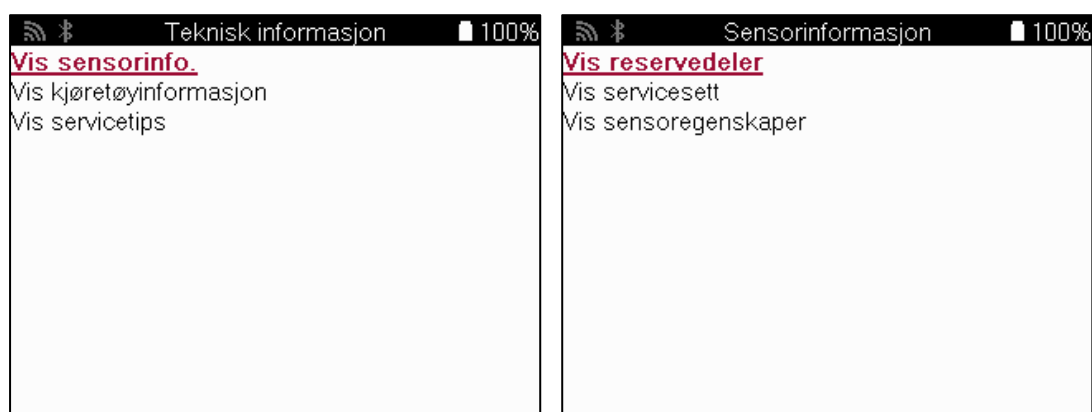 Teknisk informasjon 100%
Vis sensorinfo.
Vis kjøretøyinformasjon
Vis servicetips
Sensorinformasjon 100%
Vis reservedeler
Vis servicesett
Vis sensoregenskaper